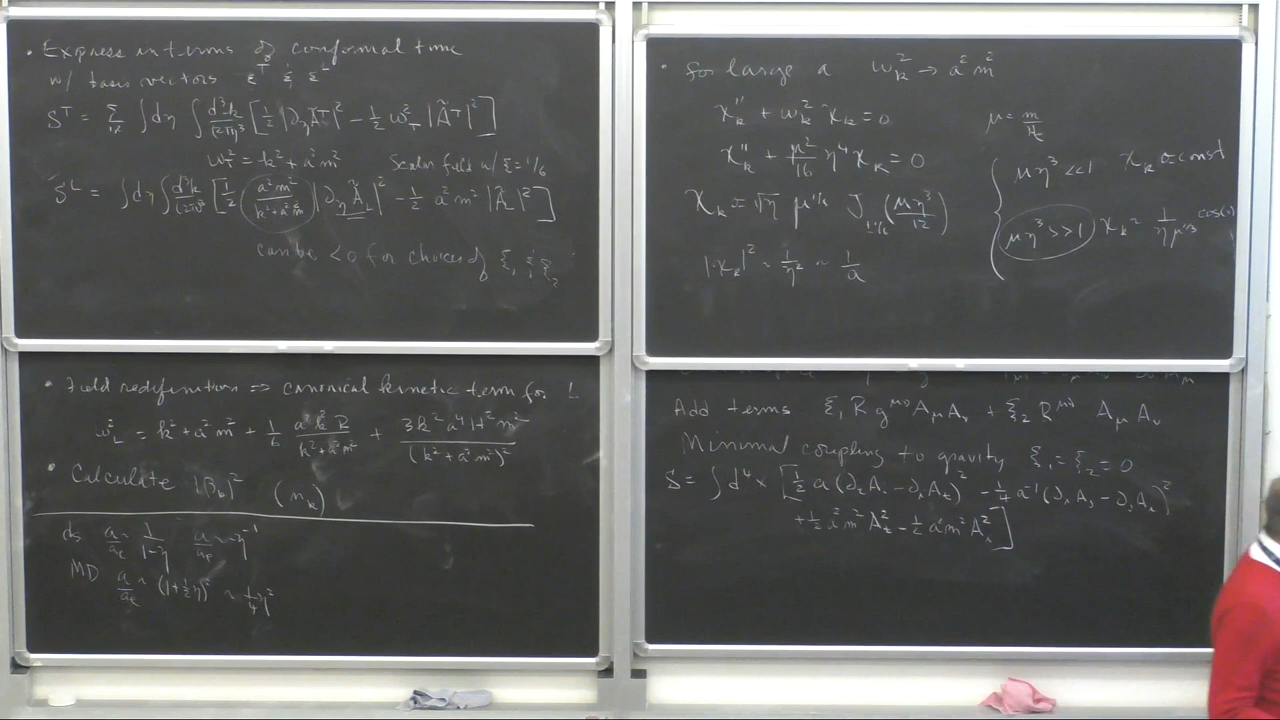 • Express in terms of conformal time
w/ basis vectors ε^T ; ε^L
S^T = Σ ∫dη ∫ d³k/(2π)³ [½ |∂_η Ã^T|² − ½ ω_T² |Ã^T|²]
ω_T² = k² + a²m² Scalar field w/ ξ = 1/6
S^L = ∫dη ∫ d³k/(2π)³ [½ a²m²/(k²+a²m²) |∂_η Ã_L|² − ½ a²m² |Ã_L|²]
can be < 0 for choices of ξ₁ ; ξ₂
• Field redefinition ⇒ canonical kinetic term for L
ω_L² = k² + a²m² + 1/6 a²k²R/(k²+a²m²) + 3k²a⁴H²m²/(k²+a²m²)²
• Calculate |β_k|² (n_k)
dS a/a_e = 1/(1−η) a/a_e ~ −η⁻¹
MD a/a_e ~ (1+½η)² ~ ¼η²
• For large a ω_k² → a²m²
χ_k'' + ω_k² χ_k = 0 μ = m/H_e
χ_k'' + μ²/16 η⁴ χ_k = 0 μη³ << 1 χ_k ≈ const
χ_k ≈ √η μ^{1/6} J_{±1/6}(μη³/12) μη³ >> 1 χ_k ~ 1/(η μ^{1/3}) cos( )
|χ_k|² ~ 1/η² ~ 1/a
Add terms ξ₁ R g^{μν} A_μ A_ν + ξ₂ R^{μν} A_μ A_ν
Minimal coupling to gravity ξ₁ = ξ₂ = 0
S = ∫d⁴x [½ a (∂_t A_i − ∂_i A_t)² − ¼ a⁻¹ (∂_i A_j − ∂_j A_i)²
+ ½ a³m² A_t² − ½ a m² A_i²]